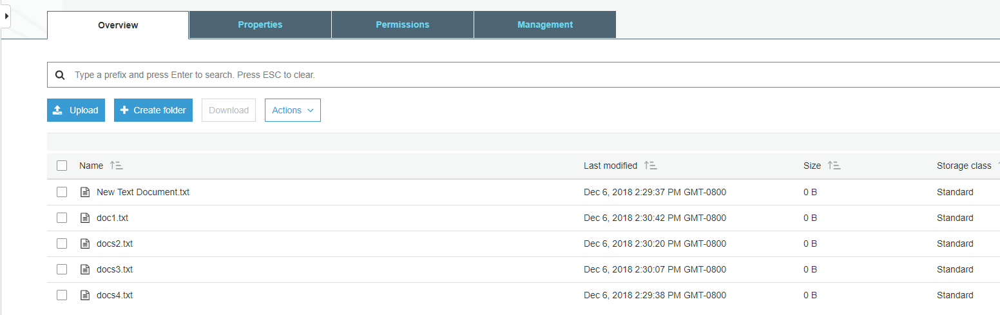 Overview Properties Permissions Management
Type a prefix and press Enter to search. Press ESC to clear.
Upload Create folder Download Actions
Name Last modified Size Storage class
New Text Document.txt Dec 6, 2018 2:29:37 PM GMT-0800 0 B Standard
doc1.txt Dec 6, 2018 2:30:42 PM GMT-0800 0 B Standard
docs2.txt Dec 6, 2018 2:30:20 PM GMT-0800 0 B Standard
docs3.txt Dec 6, 2018 2:30:07 PM GMT-0800 0 B Standard
docs4.txt Dec 6, 2018 2:29:38 PM GMT-0800 0 B Standard